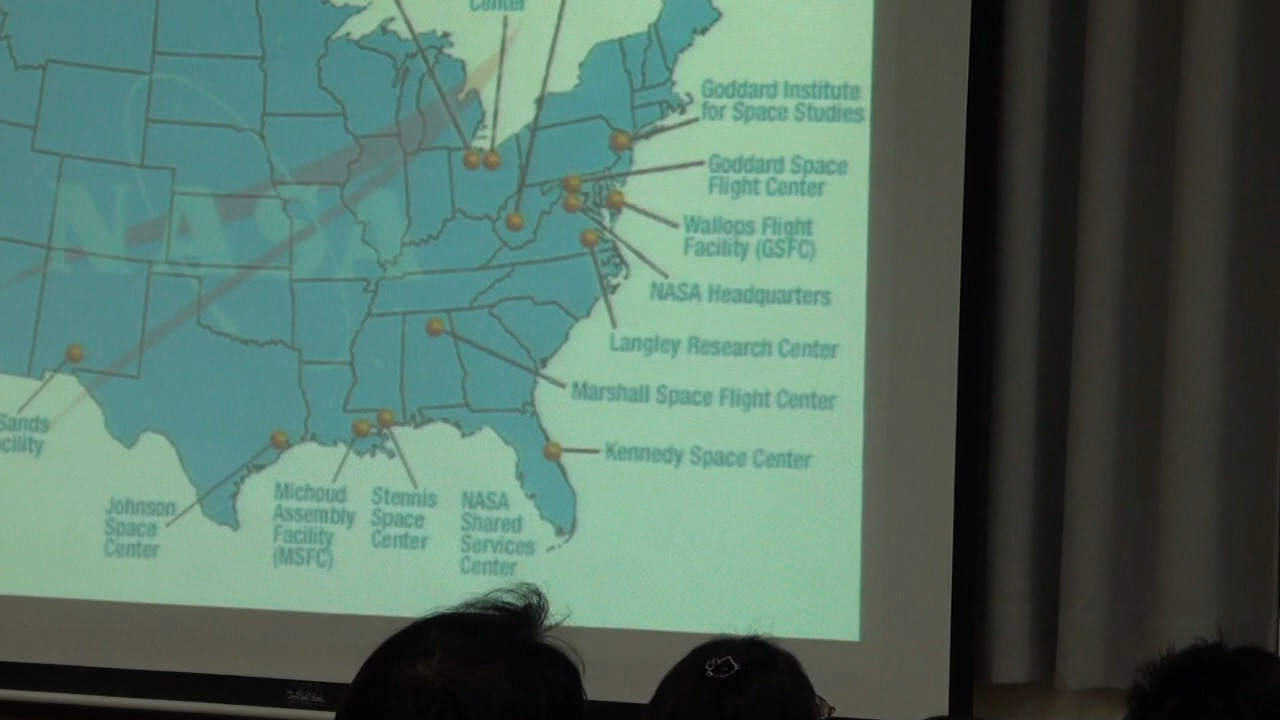 Center
Goddard Institute
for Space Studies
Goddard Space
Flight Center
Wallops Flight
Facility (GSFC)
NASA
NASA Headquarters
Langley Research Center
Marshall Space Flight Center
Kennedy Space Center
Sands
cility
Johnson
Space
Center
Michoud
Assembly
Facility
(MSFC)
Stennis
Space
Center
NASA
Shared
Services
Center